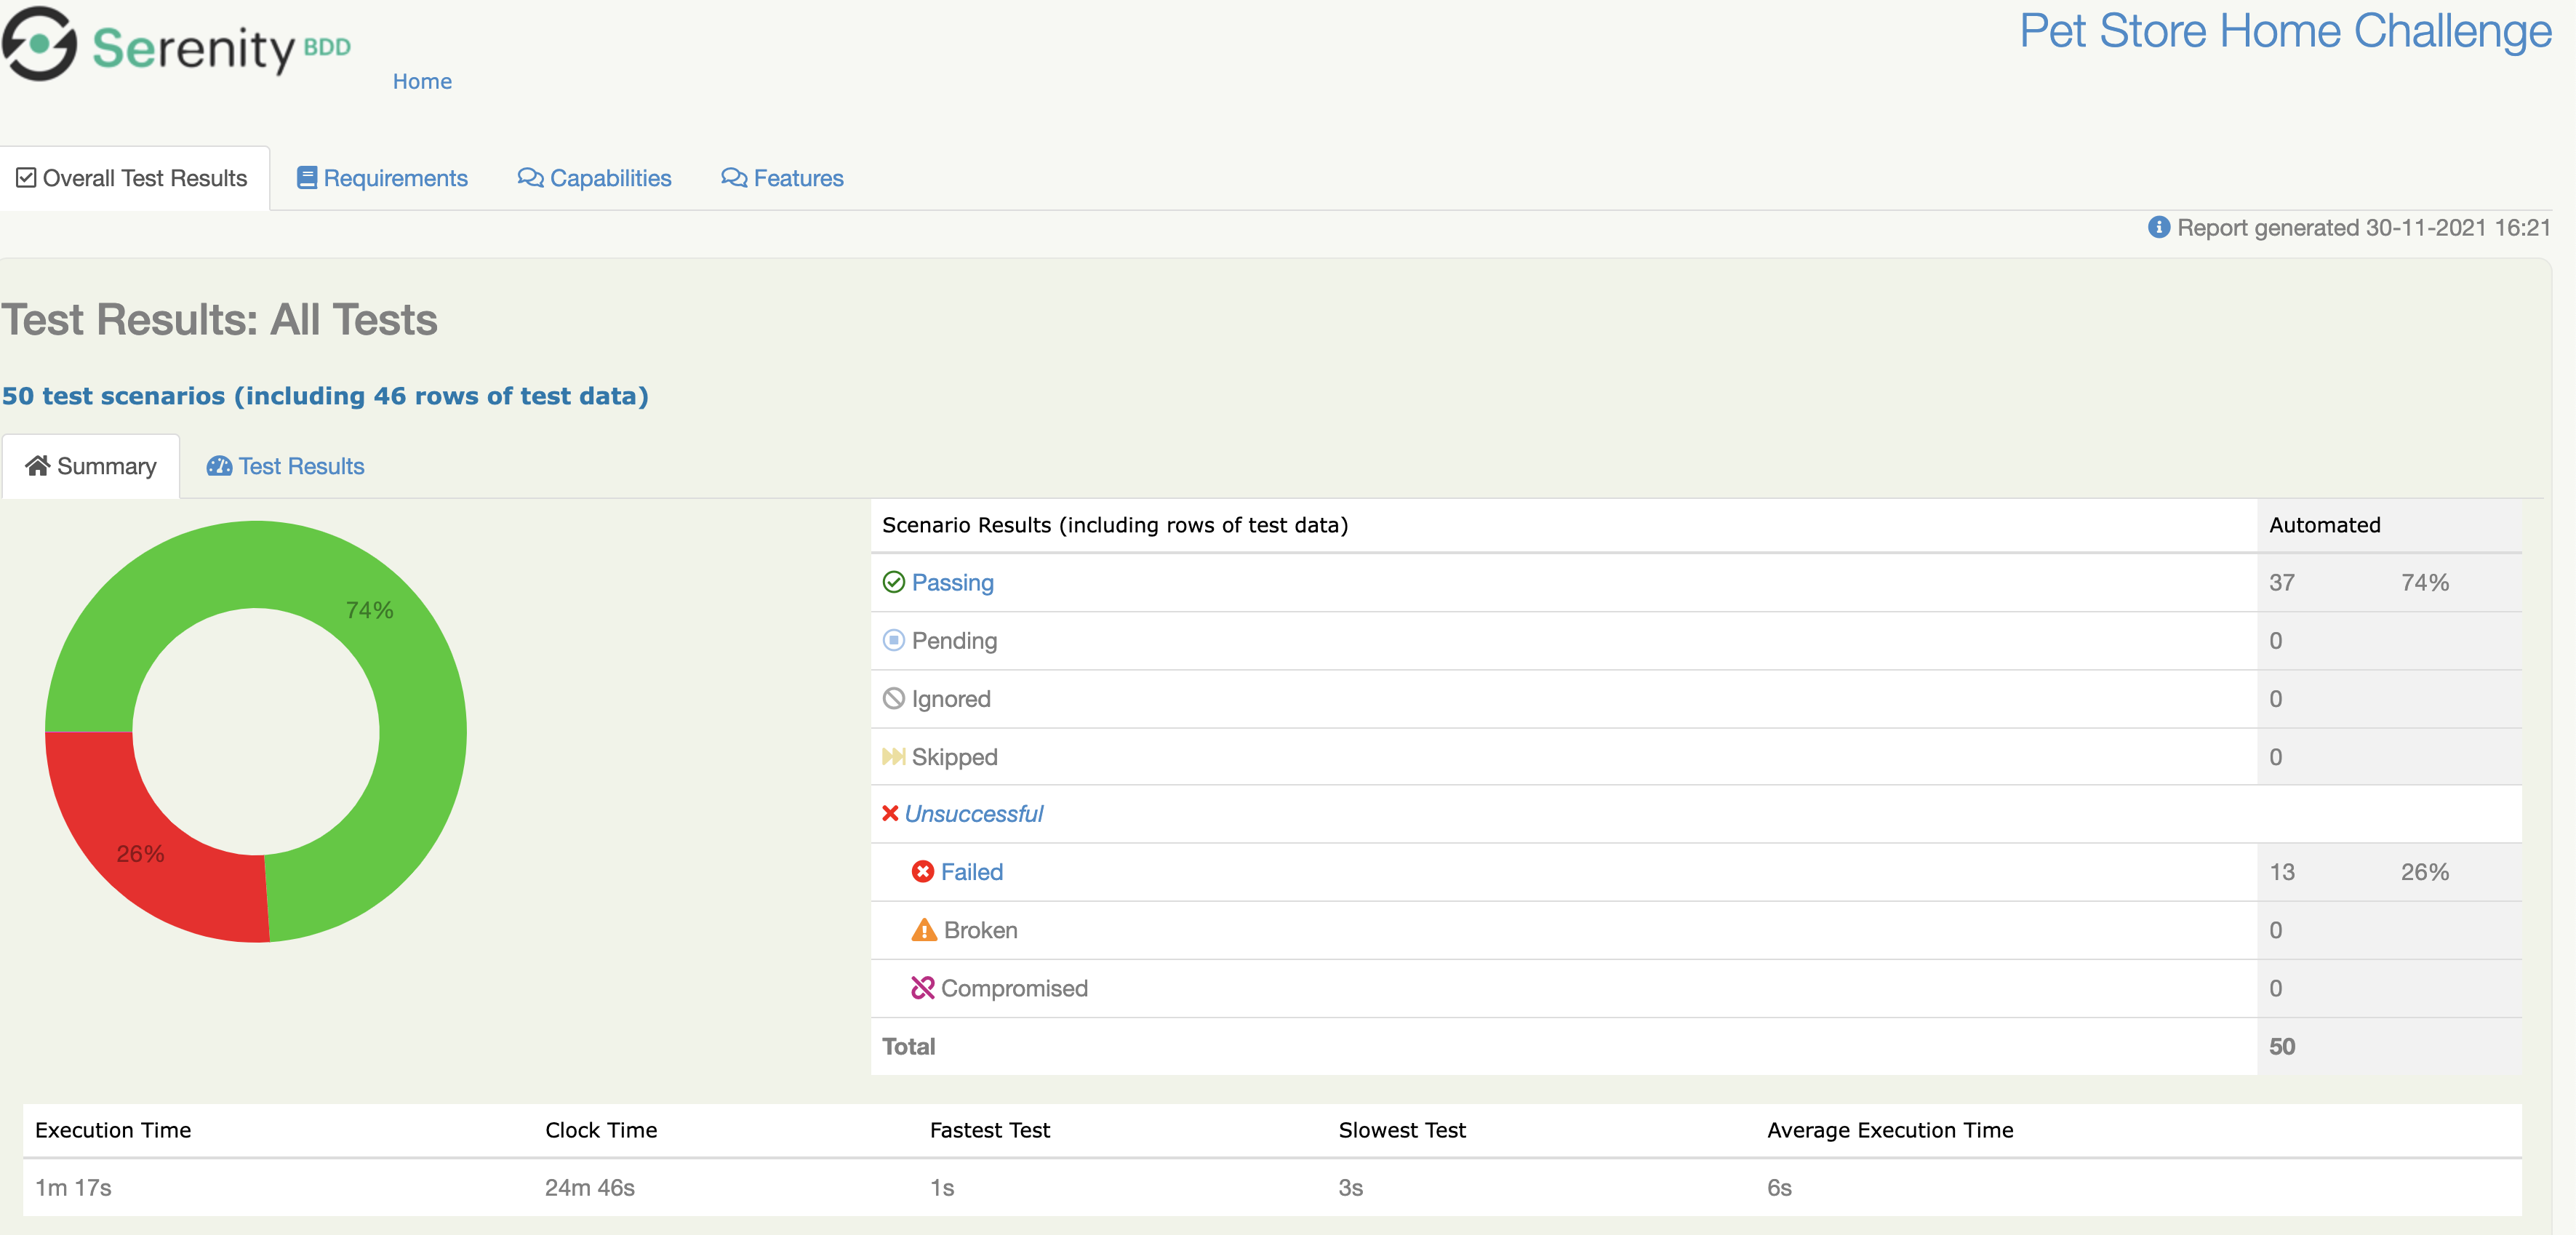 Serenity BDD
Home
Pet Store Home Challenge
Overall Test Results Requirements Capabilities Features
Report generated 30-11-2021 16:21
Test Results: All Tests
50 test scenarios (including 46 rows of test data)
Summary Test Results
74%
26%
Scenario Results (including rows of test data) Automated
Passing 37 74%
Pending 0
Ignored 0
Skipped 0
Unsuccessful
Failed 13 26%
Broken 0
Compromised 0
Total 50
Execution Time Clock Time Fastest Test Slowest Test Average Execution Time
1m 17s 24m 46s 1s 3s 6s